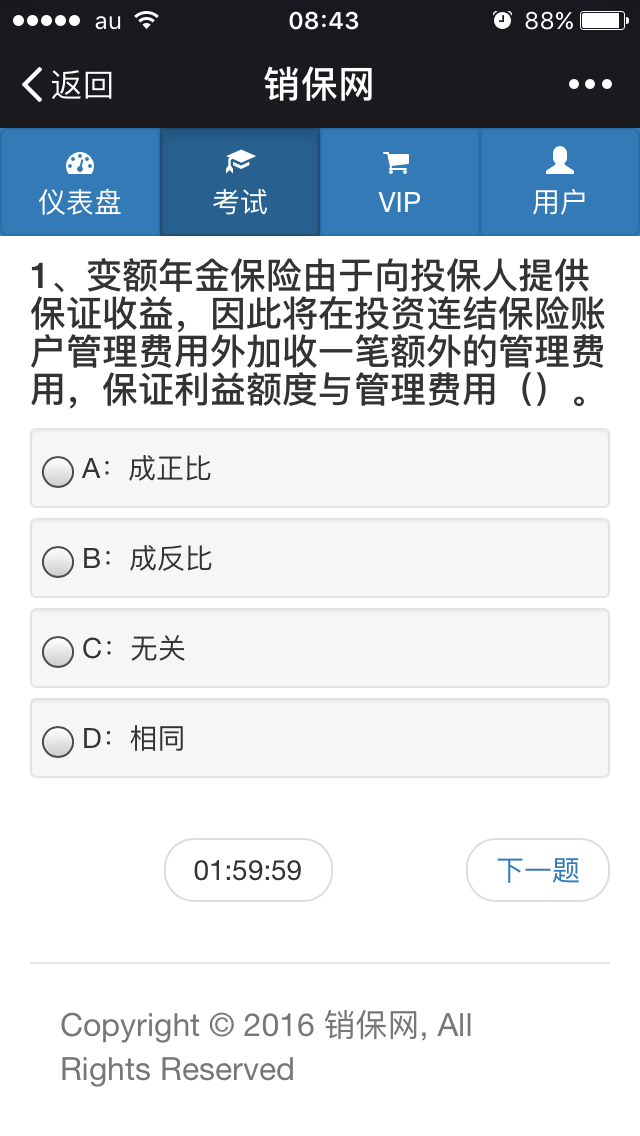 au 08:43 88%
返回 销保网
仪表盘 考试 VIP 用户
1、变额年金保险由于向投保人提供
保证收益，因此将在投资连结保险账
户管理费用外加收一笔额外的管理费
用，保证利益额度与管理费用（）。
A：成正比
B：成反比
C：无关
D：相同
01:59:59 下一题
Copyright © 2016 销保网, All
Rights Reserved